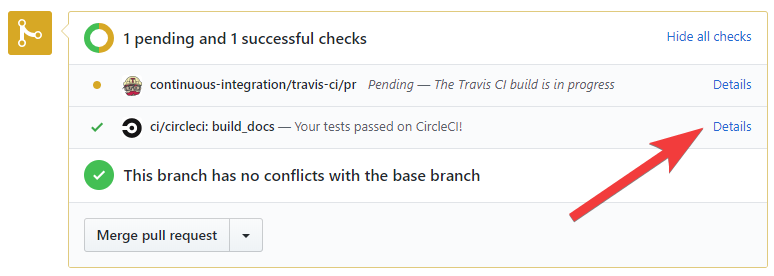 1 pending and 1 successful checks Hide all checks
continuous-integration/travis-ci/pr Pending — The Travis CI build is in progress Details
ci/circleci: build_docs — Your tests passed on CircleCI! Details
This branch has no conflicts with the base branch
Merge pull request